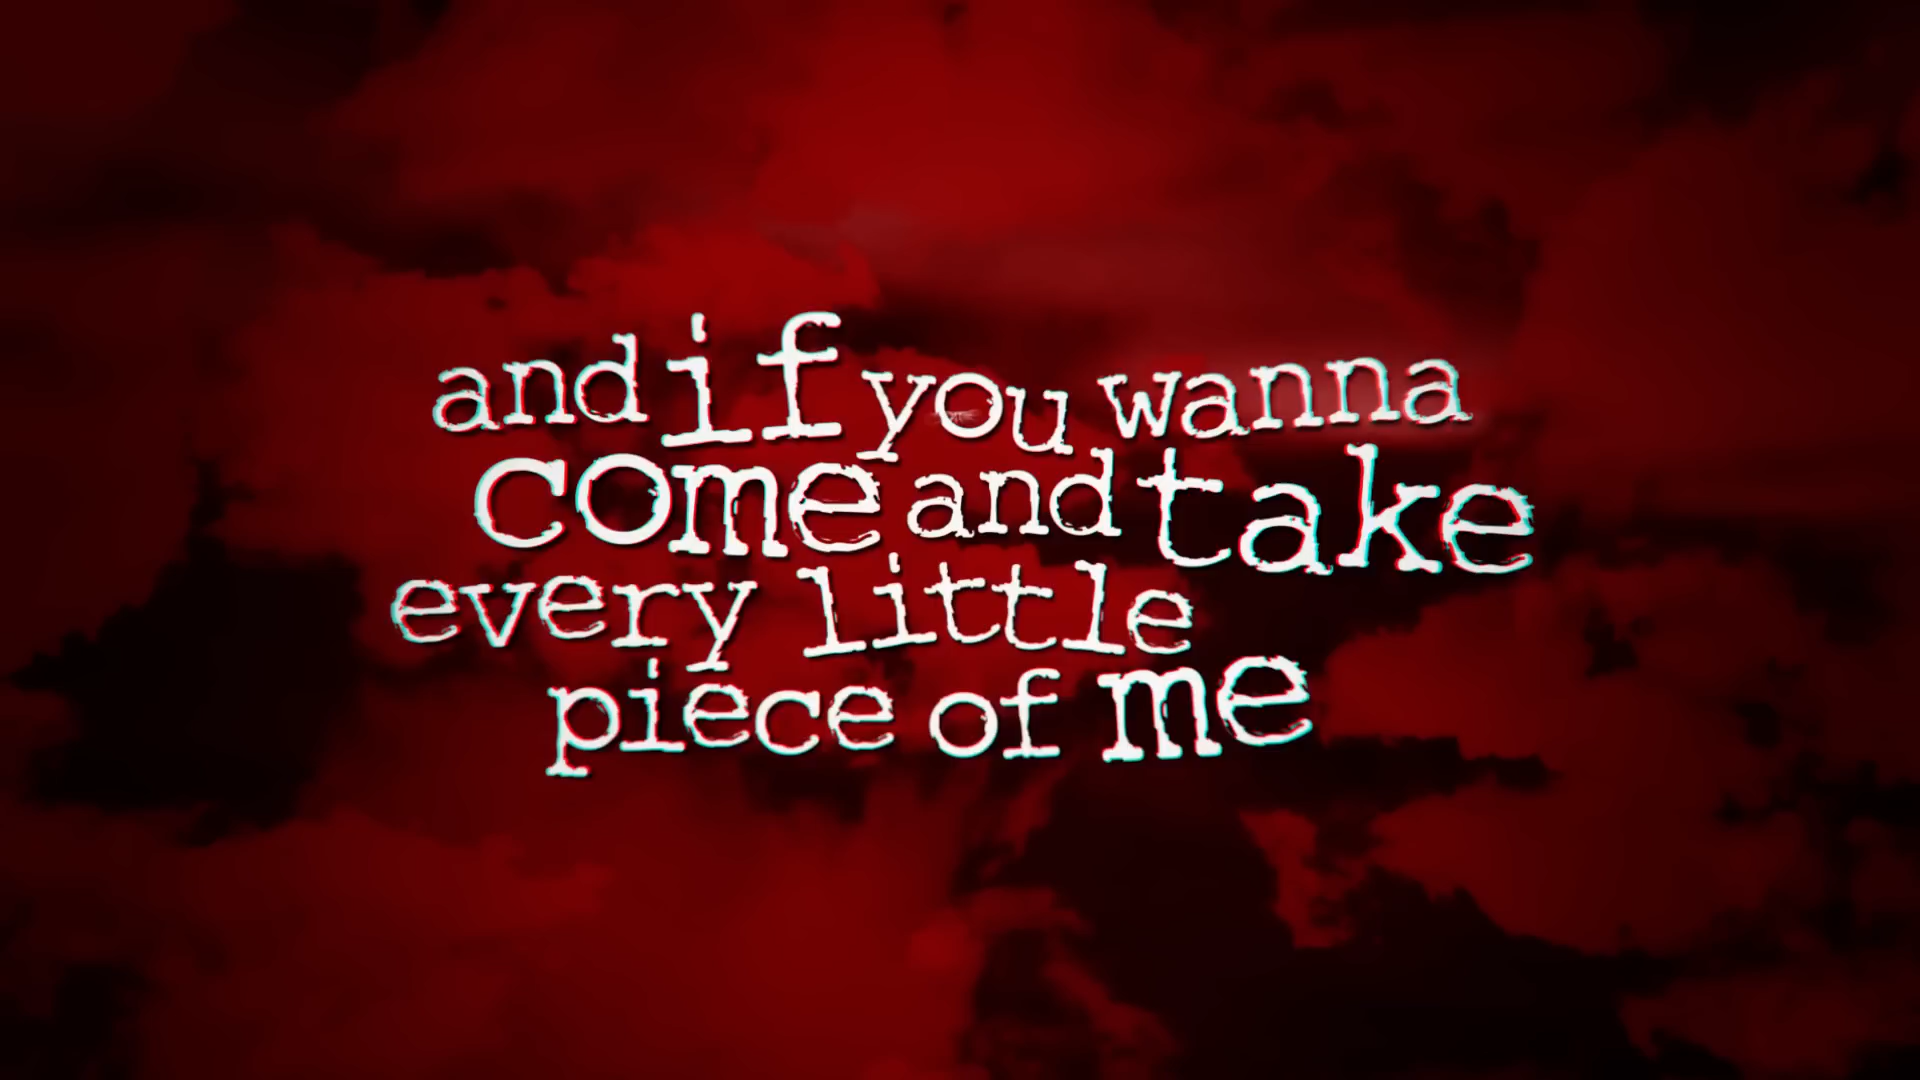 and if you wanna
come and take
every little
piece of me